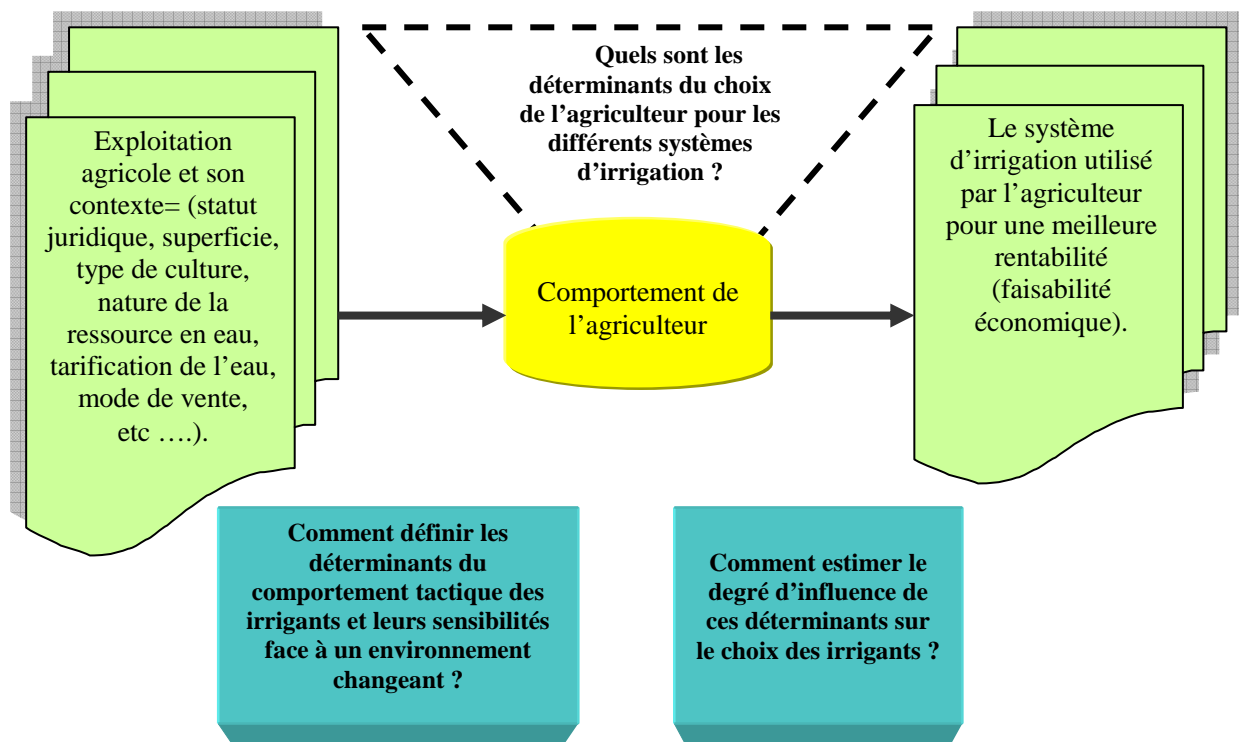 Exploitation
agricole et son
contexte= (statut
juridique, superficie,
type de culture,
nature de la
ressource en eau,
tarification de l’eau,
mode de vente,
etc ….).
Quels sont les
déterminants du choix
de l’agriculteur pour les
différents systèmes
d’irrigation ?
Comportement de
l’agriculteur
Le système
d’irrigation utilisé
par l’agriculteur
pour une meilleure
rentabilité
(faisabilité
économique).
Comment définir les
déterminants du
comportement tactique des
irrigants et leurs sensibilités
face à un environnement
changeant ?
Comment estimer le
degré d’influence de
ces déterminants sur
le choix des irrigants ?